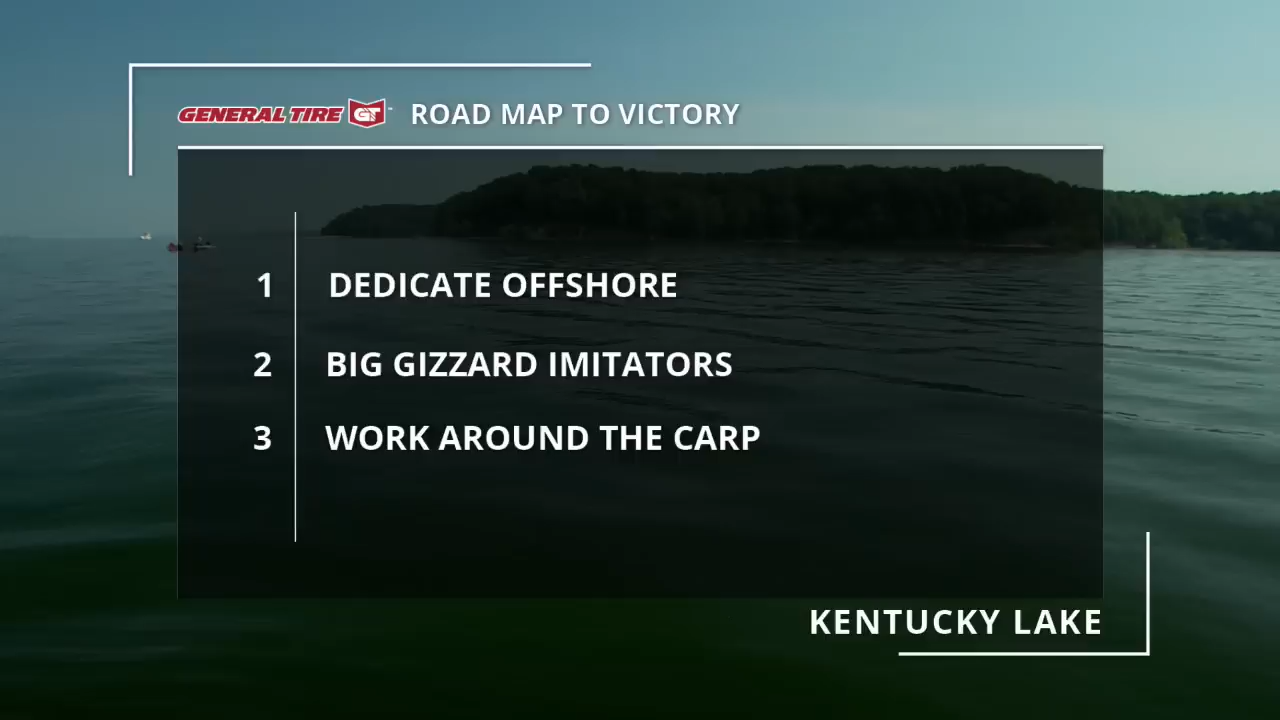 GENERAL TIRE GT ROAD MAP TO VICTORY
1 DEDICATE OFFSHORE
2 BIG GIZZARD IMITATORS
3 WORK AROUND THE CARP
KENTUCKY LAKE